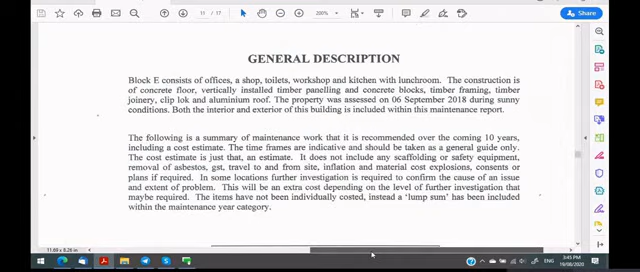 11 / 17
200%
Share
GENERAL DESCRIPTION
Block E consists of offices, a shop, toilets, workshop and kitchen with lunchroom. The construction is
of concrete floor, vertically installed timber panelling and concrete blocks, timber framing, timber
joinery, clip lok and aluminium roof. The property was assessed on 06 September 2018 during sunny
conditions. Both the interior and exterior of this building is included within this maintenance report.
The following is a summary of maintenance work that it is recommended over the coming 10 years,
including a cost estimate. The time frames are indicative and should be taken as a general guide only.
The cost estimate is just that, an estimate. It does not include any scaffolding or safety equipment,
removal of asbestos, gst, travel to and from site, inflation and material cost explosions, consents or
plans if required. In some locations further investigation is required to confirm the cause of an issue
and extent of problem. This will be an extra cost depending on the level of further investigation that
maybe required. The items have not been individually costed, instead a 'lump sum' has been included
within the maintenance year category.
11.69 x 8.26 in
ENG
3:45 PM
19/08/2020